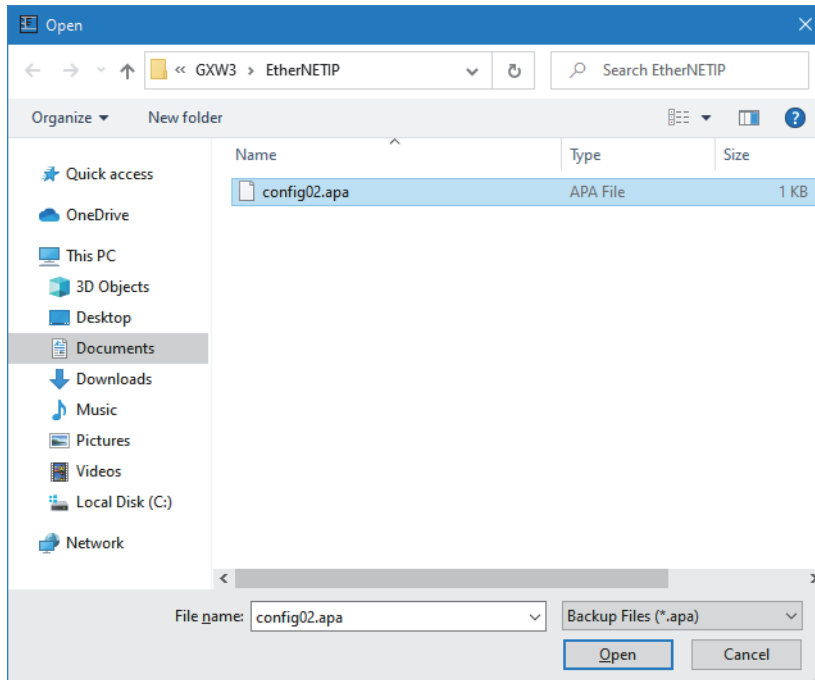 Open
« GXW3 > EtherNETIP
Search EtherNETIP
Organize
New folder
Name
Type
Size
Quick access
config02.apa
APA File
1 KB
OneDrive
This PC
3D Objects
Desktop
Documents
Downloads
Music
Pictures
Videos
Local Disk (C:)
Network
File name: config02.apa
Backup Files (*.apa)
Open
Cancel